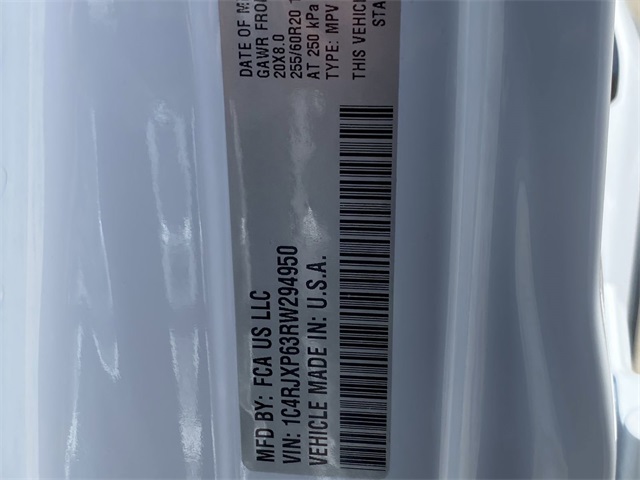 MFD BY: FCA US LLC
VIN: 1C4RJXP63RW294950
VEHICLE MADE IN: U.S.A.
DATE OF M
GAWR FRON
20X8.0
255/60R20
AT 250 kPa
TYPE: MPV
THIS VEHIC
STA